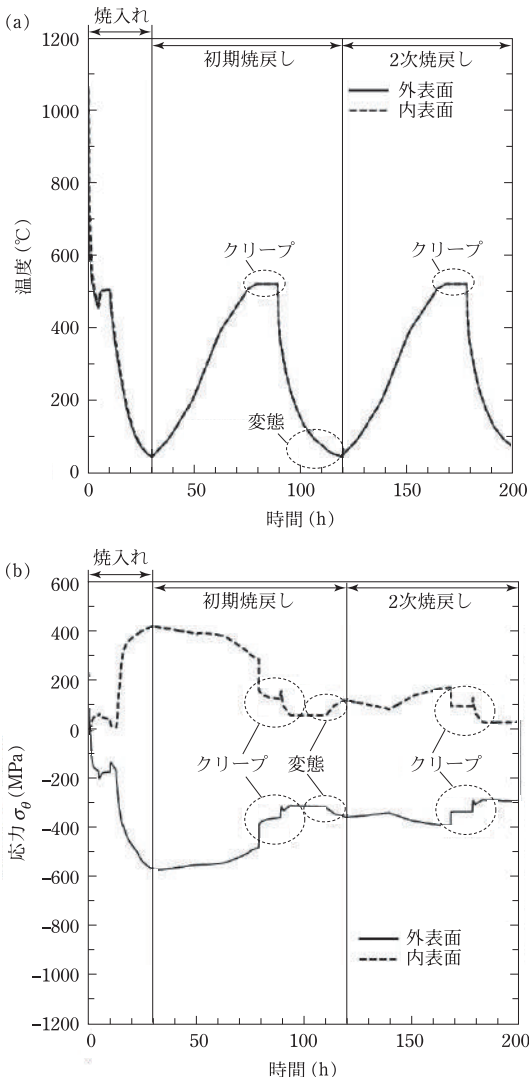 (a)
焼入れ
初期焼戻し
2次焼戻し
外表面
内表面
クリープ
クリープ
変態
温度(℃)
1200
1000
800
600
400
200
0
0 50 100 150 200
時間(h)
(b)
焼入れ
初期焼戻し
2次焼戻し
クリープ
変態
クリープ
外表面
内表面
応力 σθ (MPa)
600
400
200
0
−200
−400
−600
−800
−1000
−1200
0 50 100 150 200
時間(h)